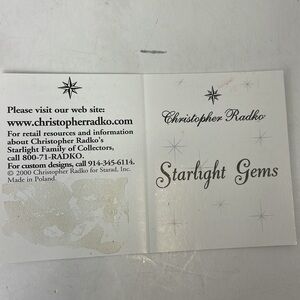 Please visit our web site:
www.christopherradko.com
For retail resources and information
about Christopher Radko's
Starlight Family of Collectors,
call 800-71-RADKO.
For custom designs, call 914-345-6114.
© 2000 Christopher Radko for Starad, Inc.
Made in Poland.
Christopher Radko
Starlight Gems